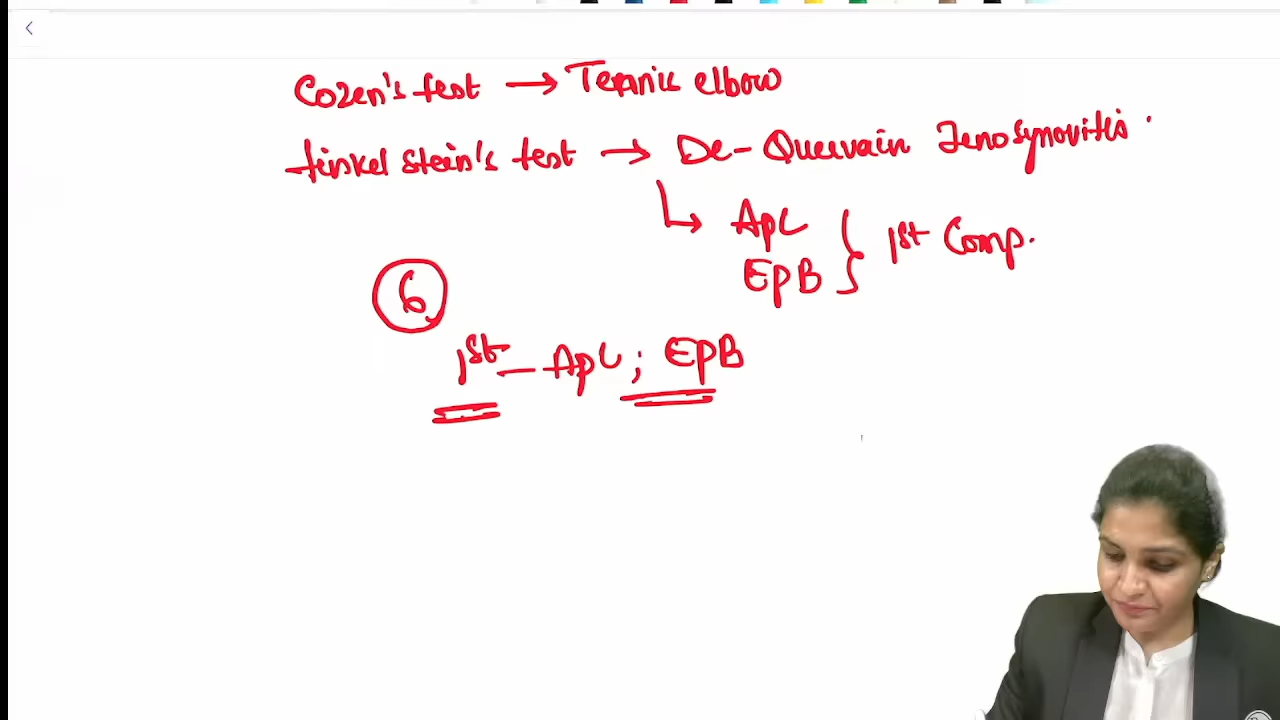 Cozen's test → Tennis elbow
finkel stein's test → De-Quervain Tenosynovitis
↳ APL
EPB } 1st Comp.
6
1st - APL; EPB